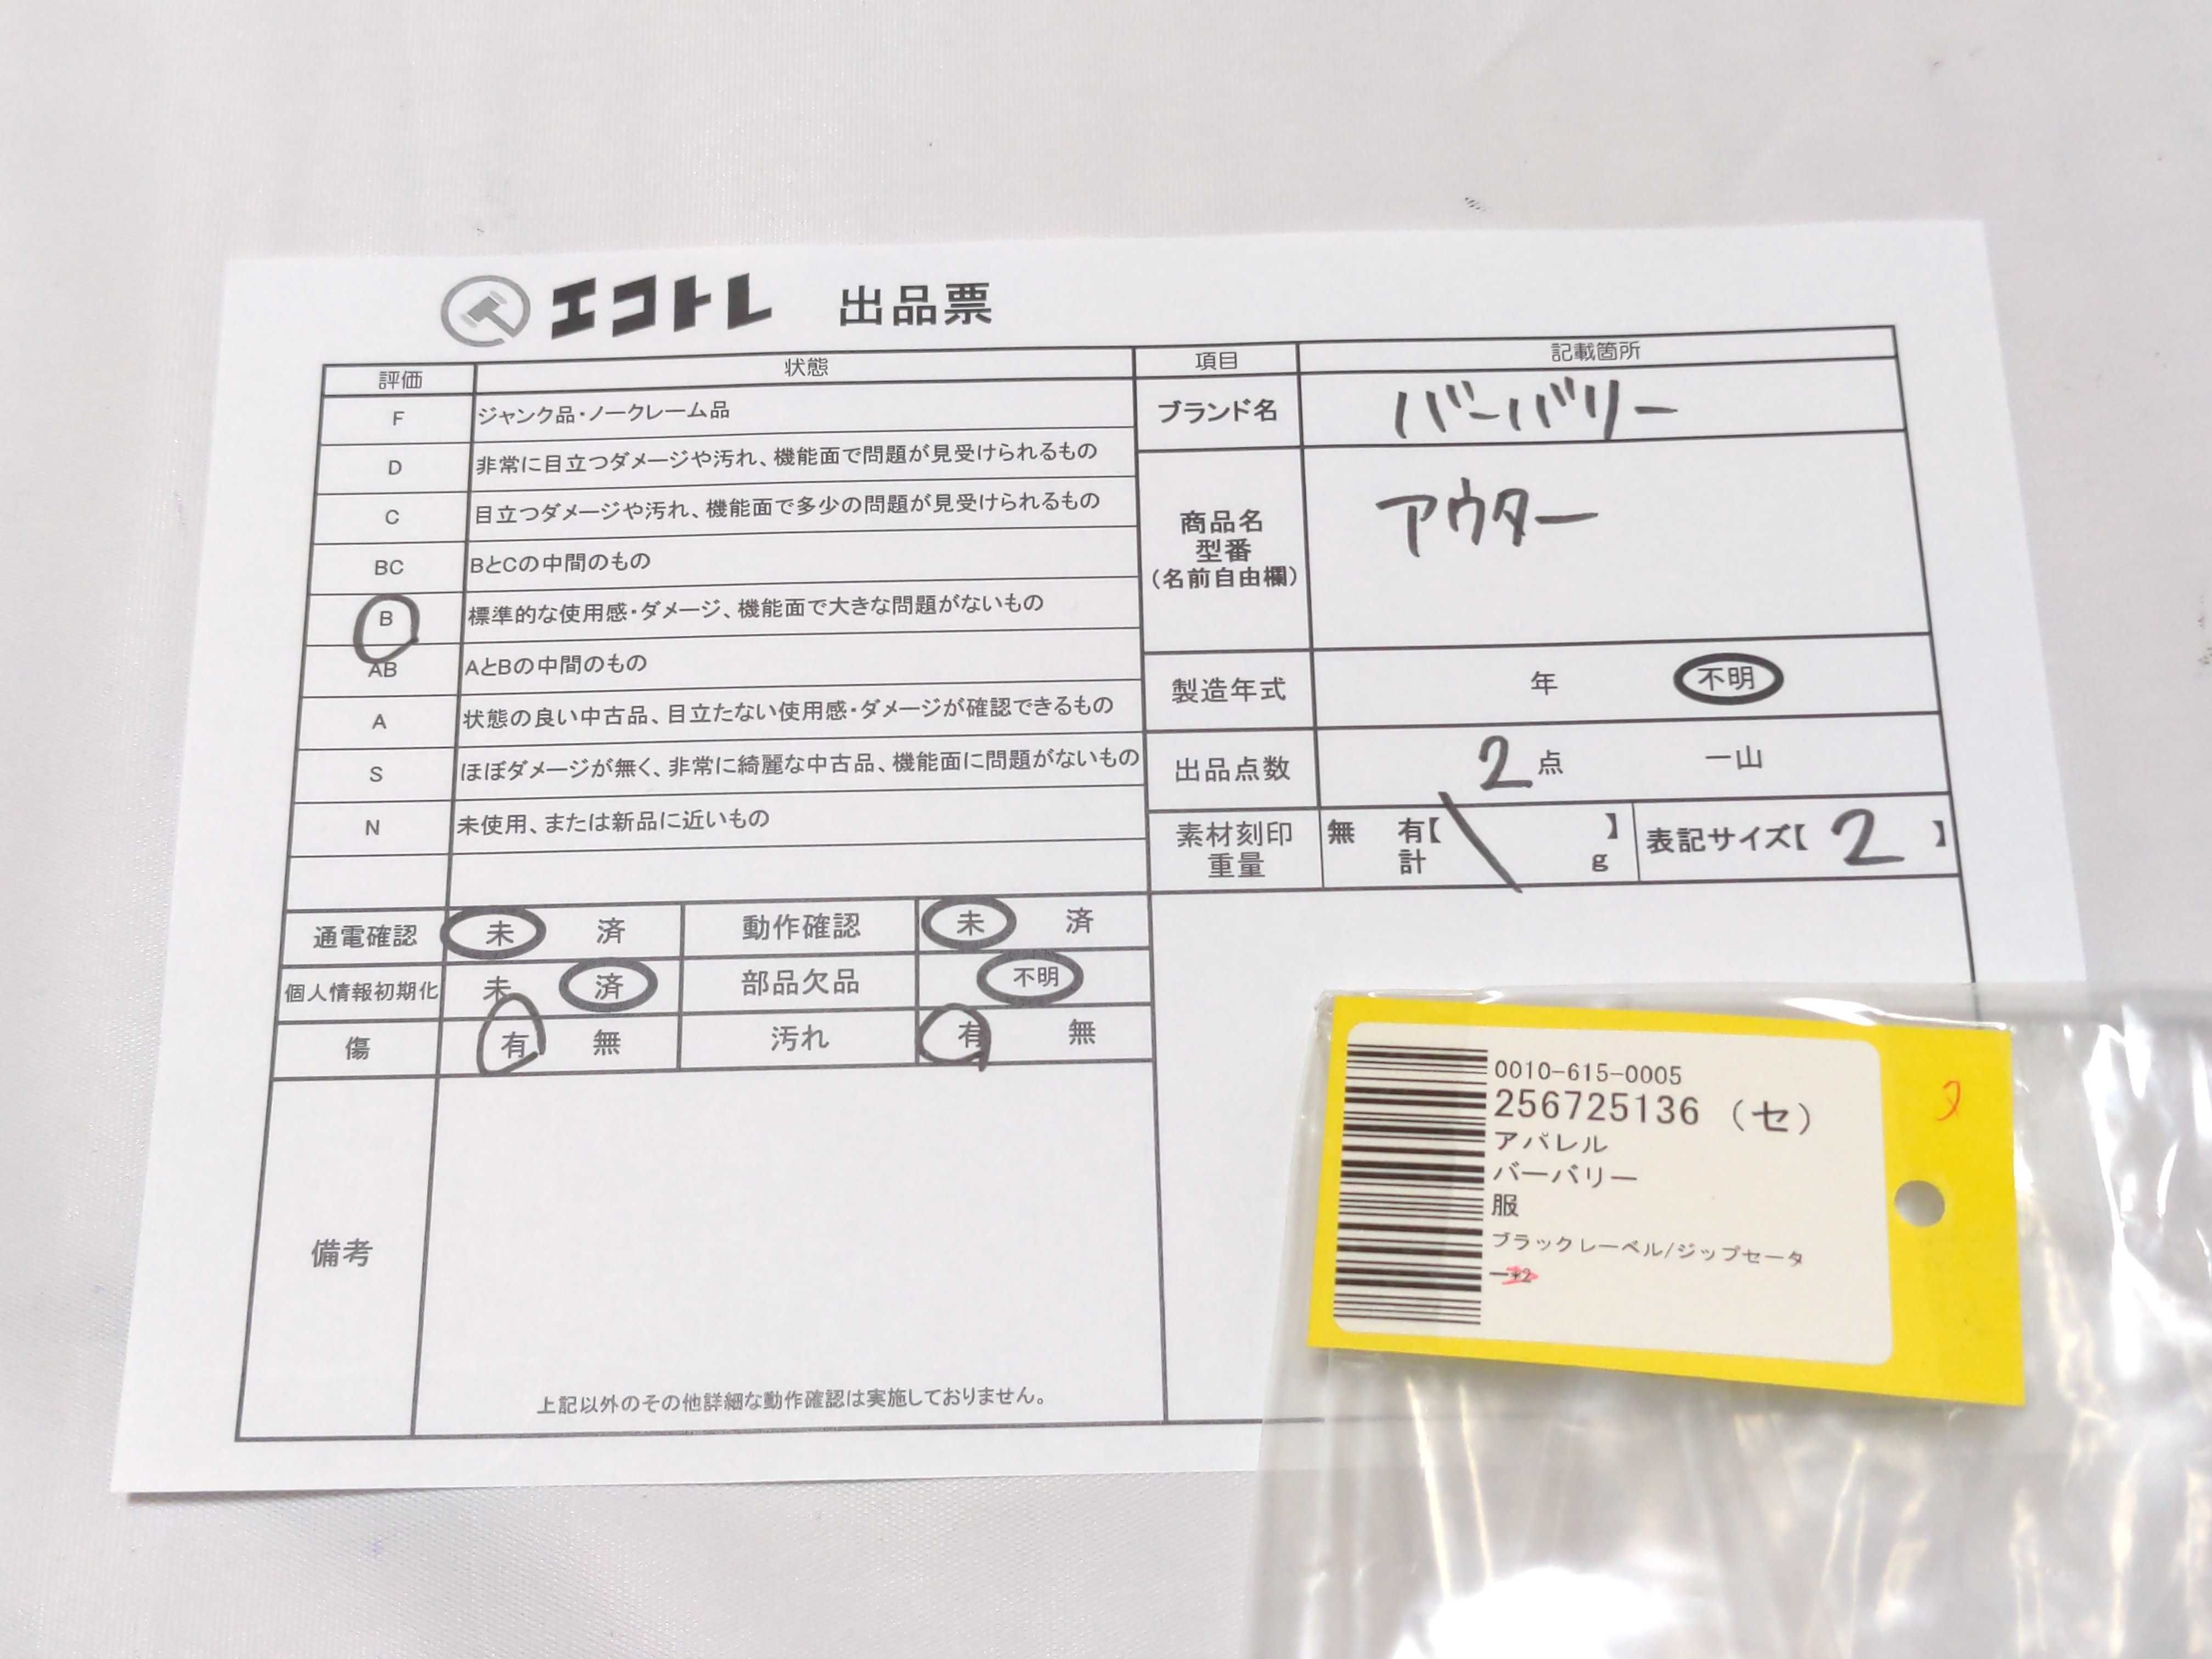 エコトレ 出品票
評価 状態
F ジャンク品・ノークレーム品
D 非常に目立つダメージや汚れ、機能面で問題が見受けられるもの
C 目立つダメージや汚れ、機能面で多少の問題が見受けられるもの
BC BとCの中間のもの
B 標準的な使用感・ダメージ、機能面で大きな問題がないもの
AB AとBの中間のもの
A 状態の良い中古品、目立たない使用感・ダメージが確認できるもの
S ほぼダメージが無く、非常に綺麗な中古品、機能面に問題がないもの
N 未使用、または新品に近いもの
項目 記載箇所
ブランド名 バーバリー
商品名
型番
(名前自由欄)
アウター
製造年式 年 不明
出品点数 2点 一山
素材刻印
重量
無 有【 】
計 g
表記サイズ【 2 】
通電確認 未 済 動作確認 未 済
個人情報初期化 未 済 部品欠品 不明
傷 有 無 汚れ 有 無
備考
上記以外のその他詳細な動作確認は実施しておりません。
0010-615-0005
256725136 (セ)
アパレル
バーバリー
服
ブラックレーベル/ジップセータ
ー*2
2